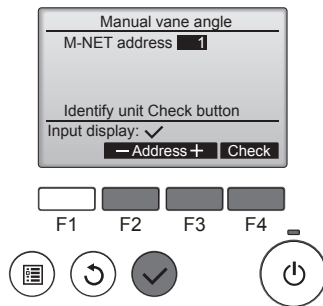 Manual vane angle
M-NET address 1
Identify unit Check button
Input display: ✓
− Address + Check
F1 F2 F3 F4